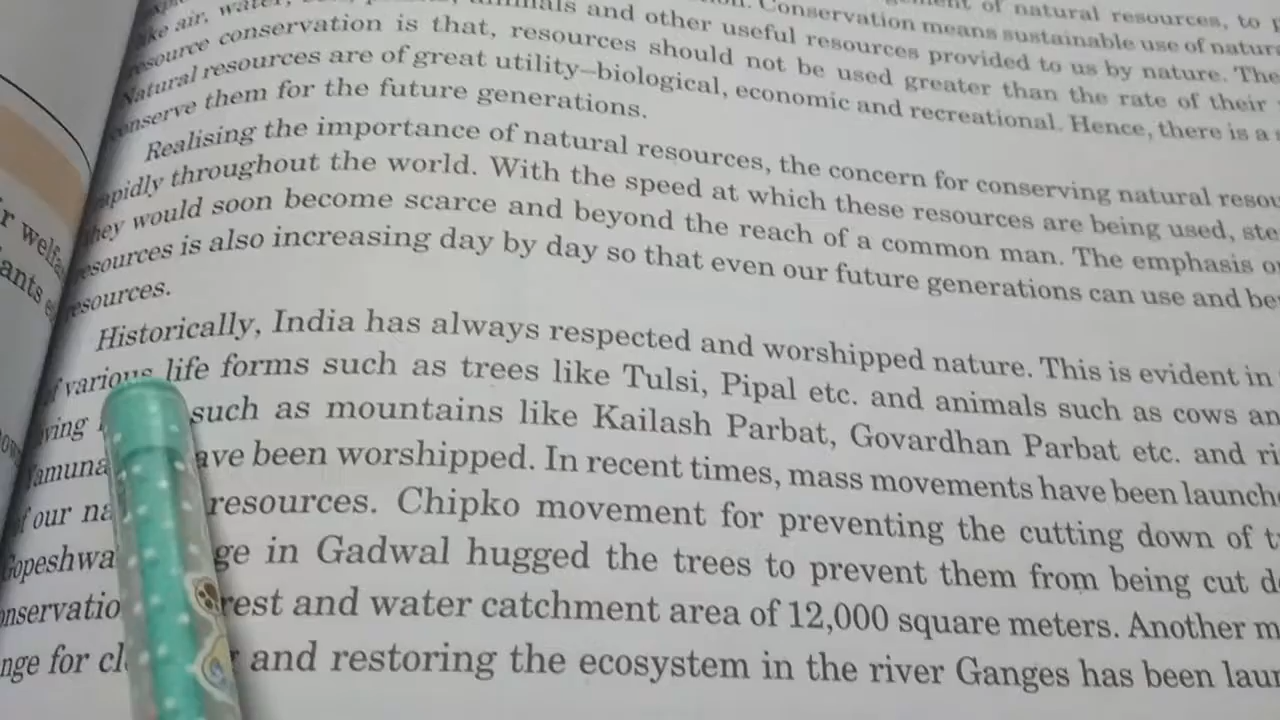 of natural resources, to
Conservation means sustainable use of
air, water, and other useful resources provided to us by nature. The
resource conservation is that, resources should not be used greater than the rate of their
Natural resources are of great utility–biological, economic and recreational. Hence, there is a
conserve them for the future generations.
Realising the importance of natural resources, the concern for conserving natural
rapidly throughout the world. With the speed at which these resources are being used,
they would soon become scarce and beyond the reach of a common man. The emphasis
resources is also increasing day by day so that even our future generations can use and
resources.
Historically, India has always respected and worshipped nature. This is evident in
r welfa
of various life forms such as trees like Tulsi, Pipal etc. and animals such as cows an
ants
ving such as mountains like Kailash Parbat, Govardhan Parbat etc. and ri
Yamuna ave been worshipped. In recent times, mass movements have been launch
of our na resources. Chipko movement for preventing the cutting down of
Gopeshwa ge in Gadwal hugged the trees to prevent them from being cut
onservatio rest and water catchment area of 12,000 square meters. Another m
nge for cl and restoring the ecosystem in the river Ganges has been laun